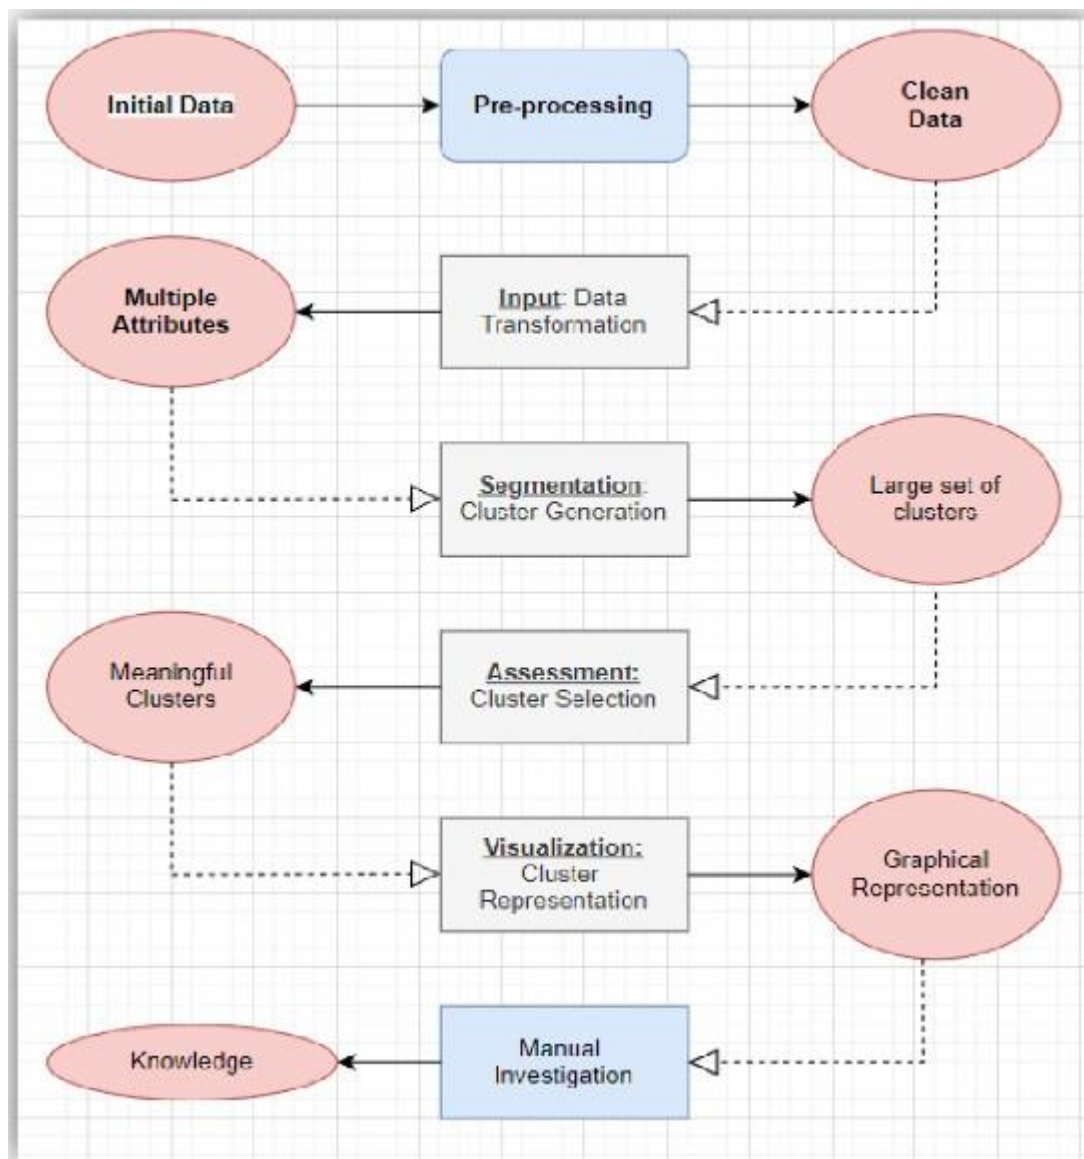 Initial Data
Pre-processing
Clean
Data
Multiple
Attributes
Input: Data
Transformation
Segmentation:
Cluster Generation
Large set of
clusters
Meaningful
Clusters
Assessment:
Cluster Selection
Visualization:
Cluster
Representation
Graphical
Representation
Knowledge
Manual
Investigation